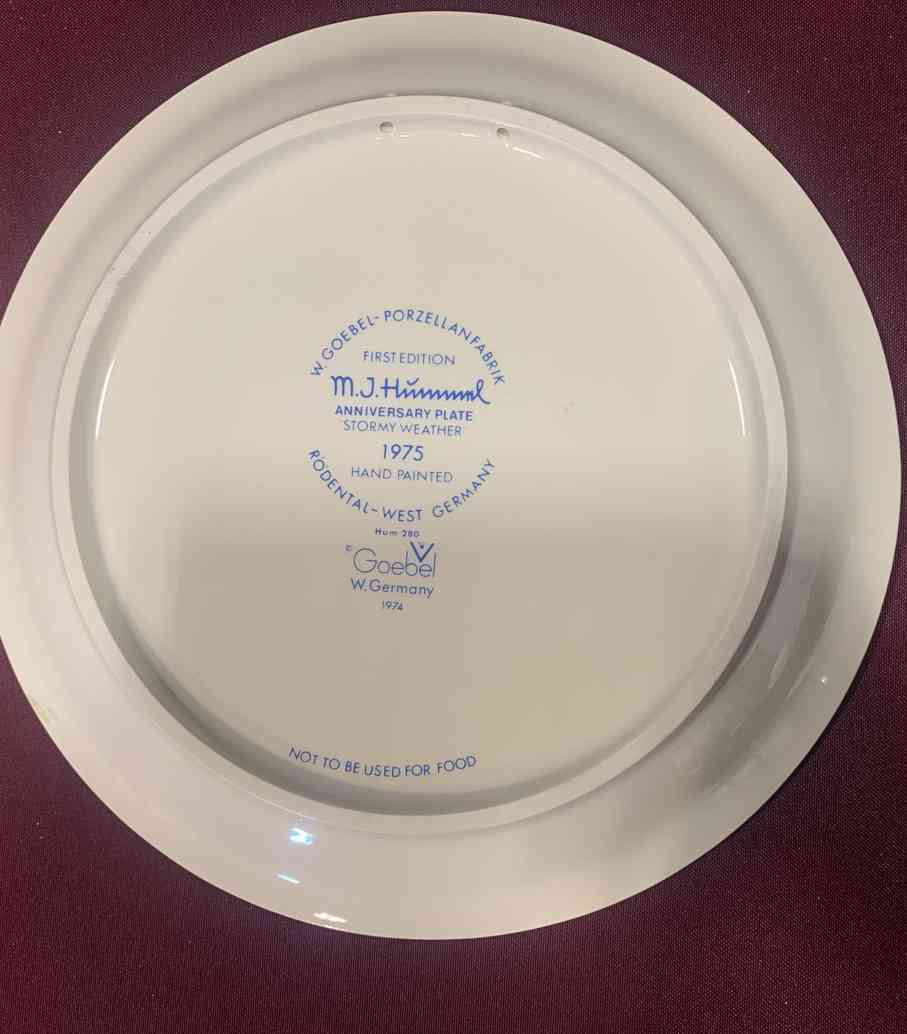 W. GOEBEL-PORZELLANFABRIK
FIRST EDITION
M.J.Hummel
ANNIVERSARY PLATE
"STORMY WEATHER"
1975
HAND PAINTED
RÖDENTAL-WEST GERMANY
Hum 280
© Goebel
W.Germany
1974
NOT TO BE USED FOR FOOD